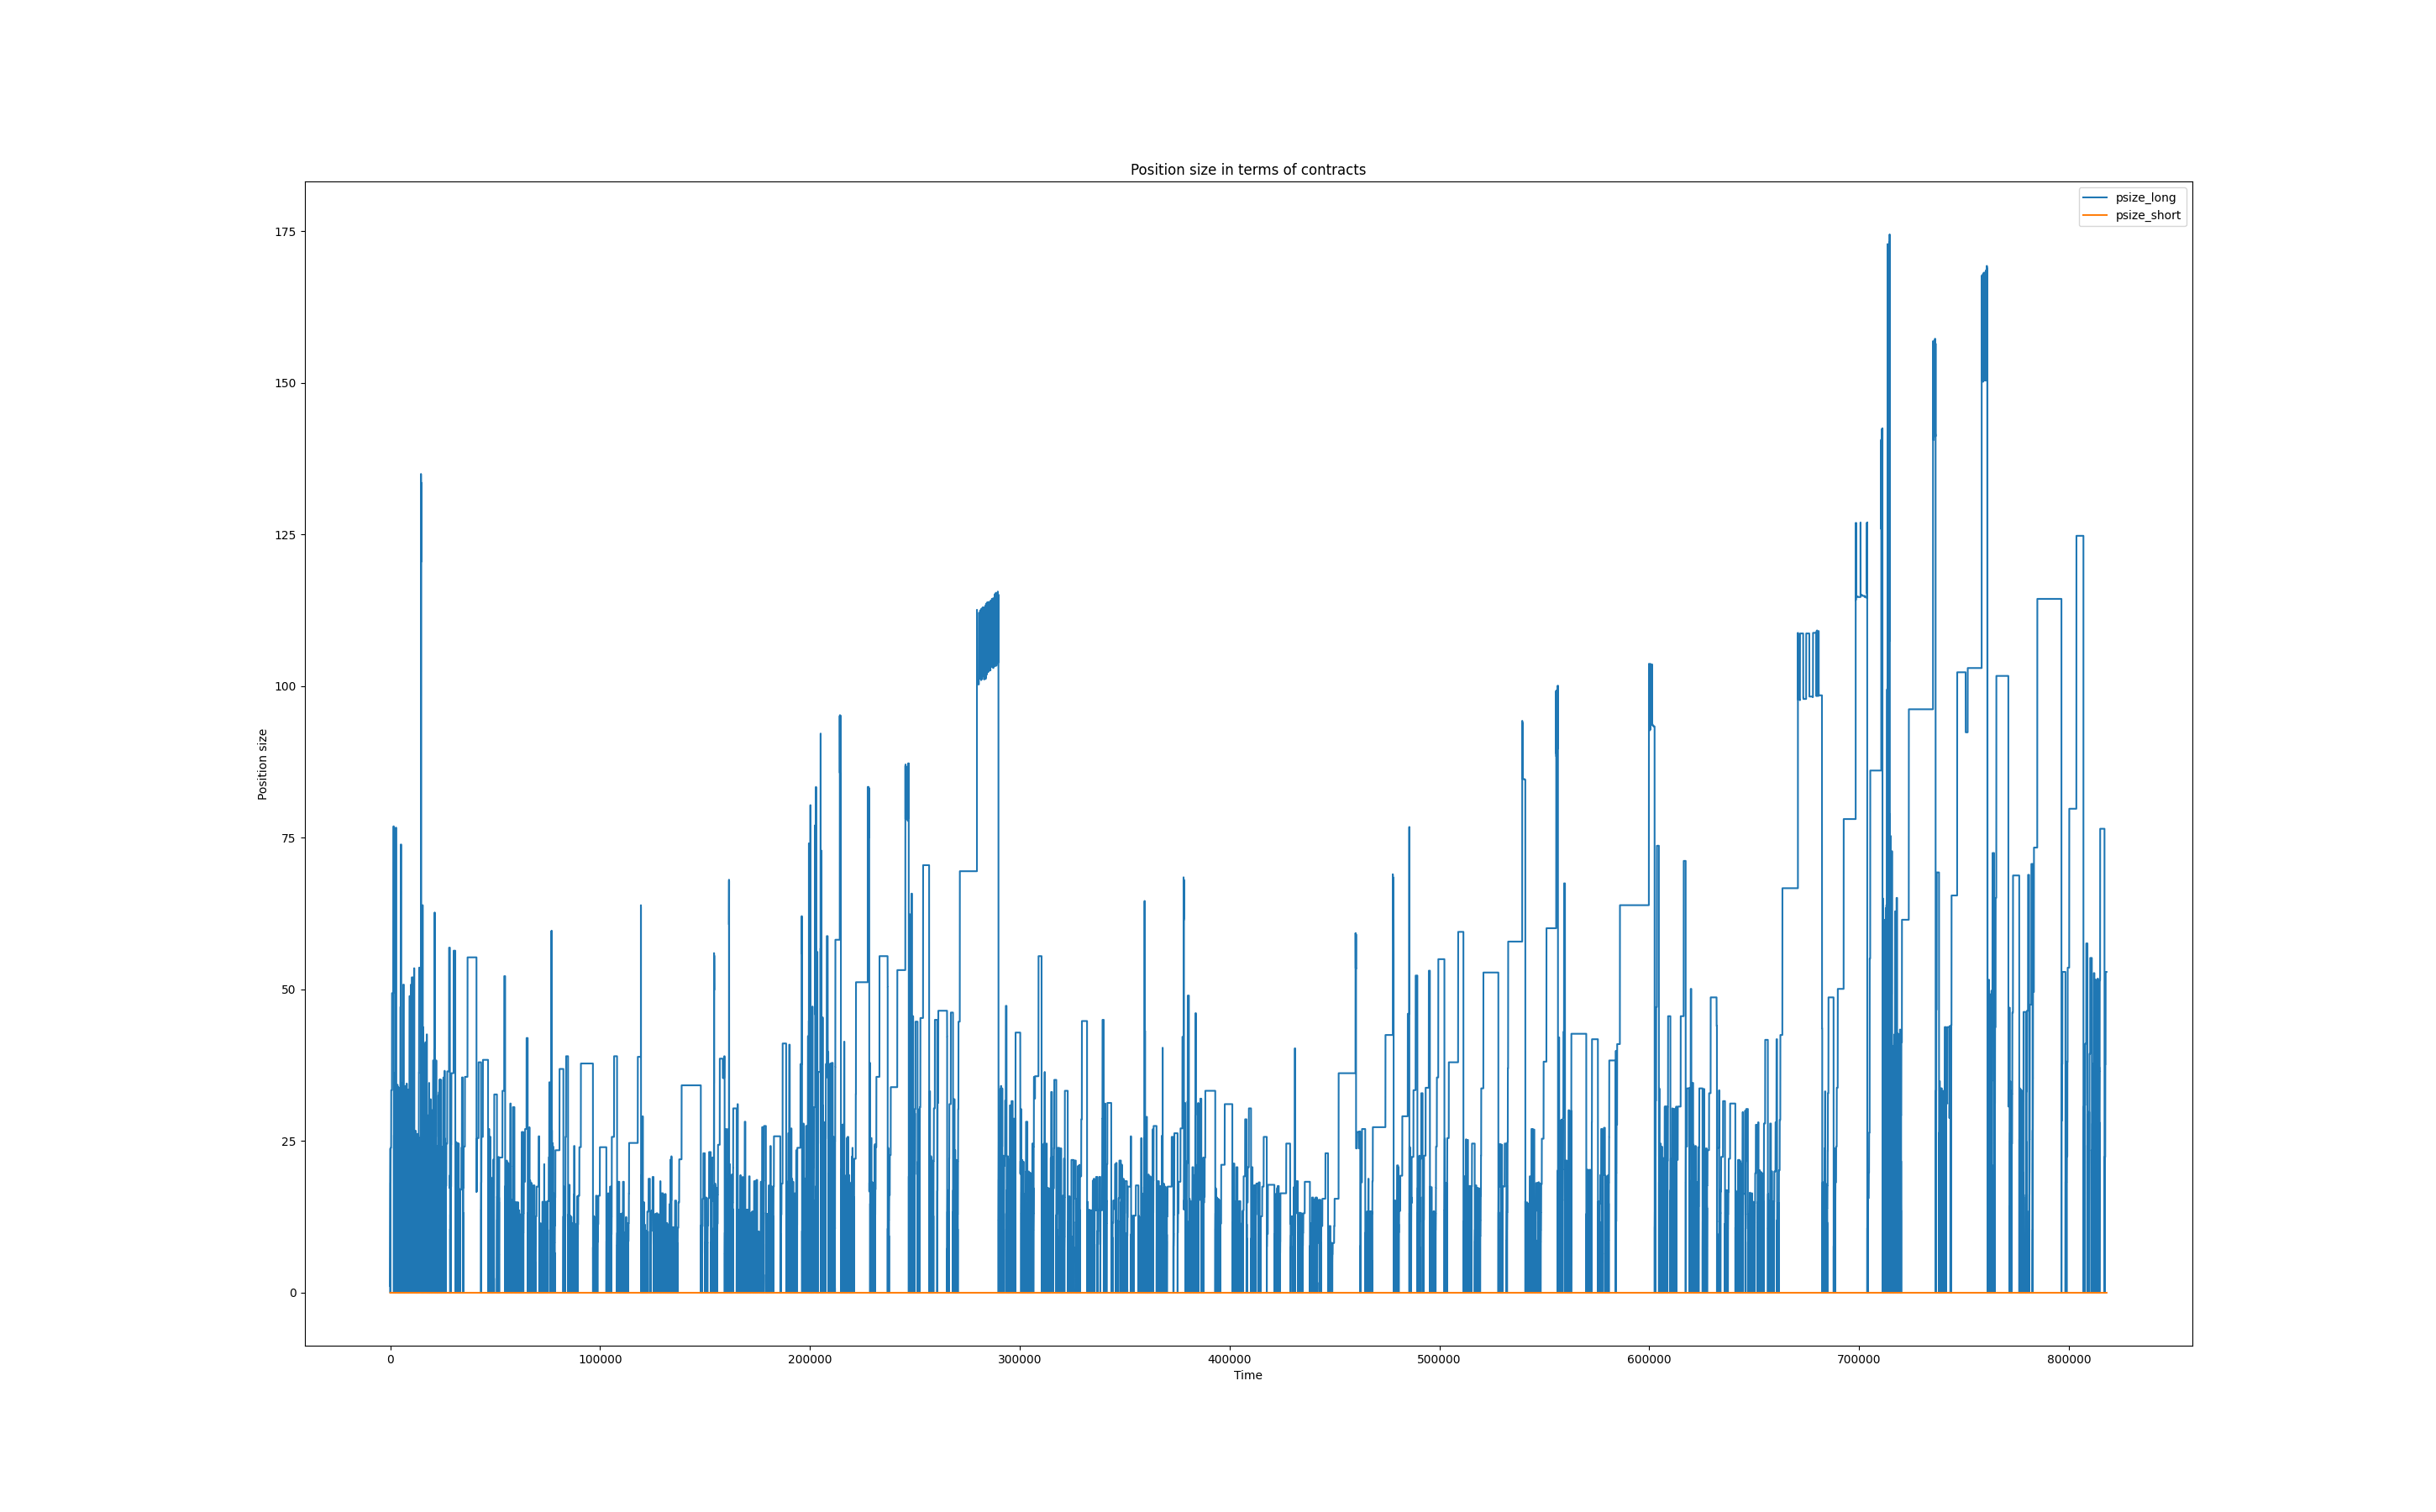 Position size in terms of contracts
psize_long
psize_short
175
150
125
100
75
50
25
0
Position size
0 100000 200000 300000 400000 500000 600000 700000 800000
Time